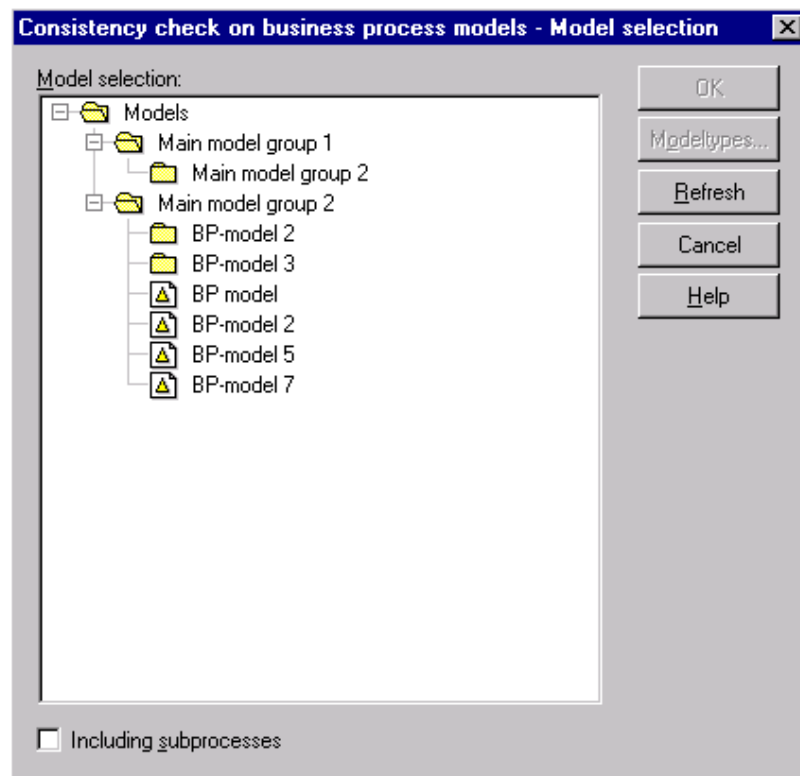 Consistency check on business process models - Model selection
Model selection:
OK
Models
Modeltypes...
Main model group 1
Main model group 2
Refresh
Main model group 2
BP-model 2
Cancel
BP-model 3
BP model
Help
BP-model 2
BP-model 5
BP-model 7
Including subprocesses